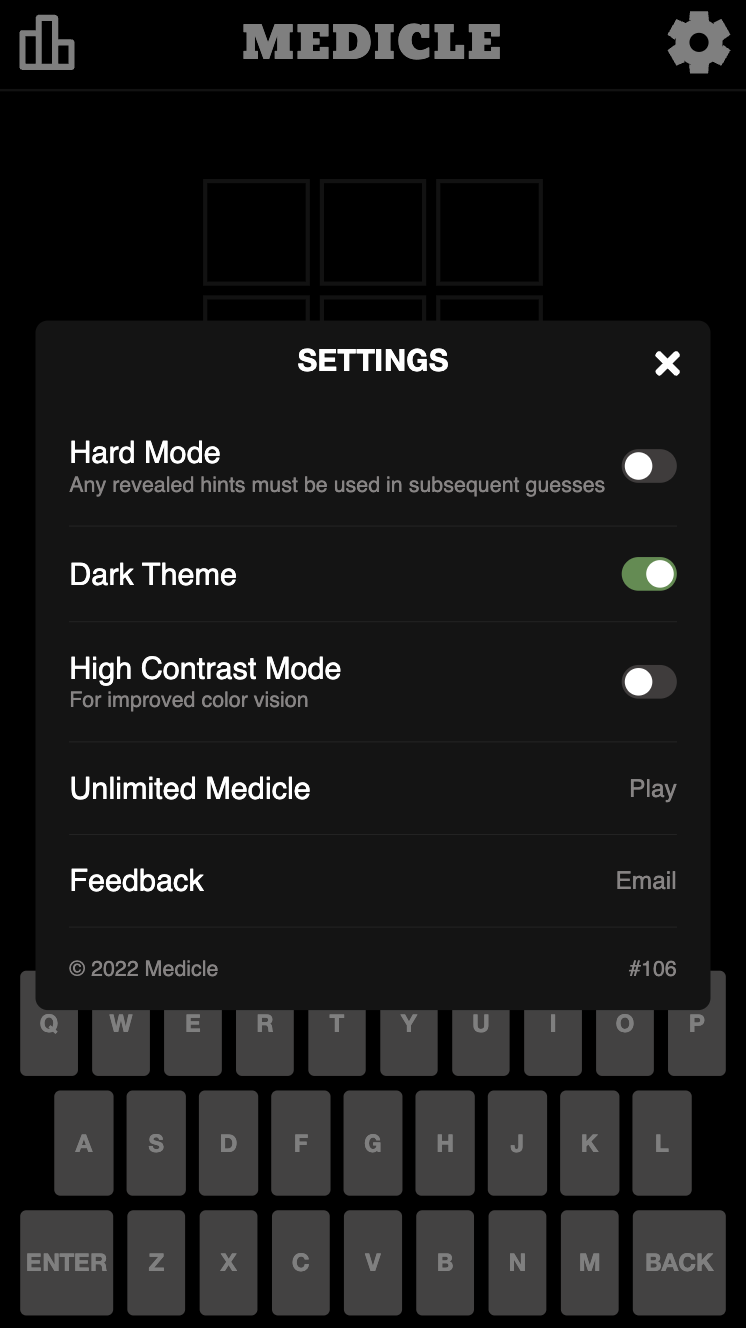 MEDICLE
SETTINGS
Hard Mode
Any revealed hints must be used in subsequent guesses
Dark Theme
High Contrast Mode
For improved color vision
Unlimited Medicle Play
Feedback Email
© 2022 Medicle #106
Q W E R T Y U I O P
A S D F G H J K L
ENTER Z X C V B N M BACK